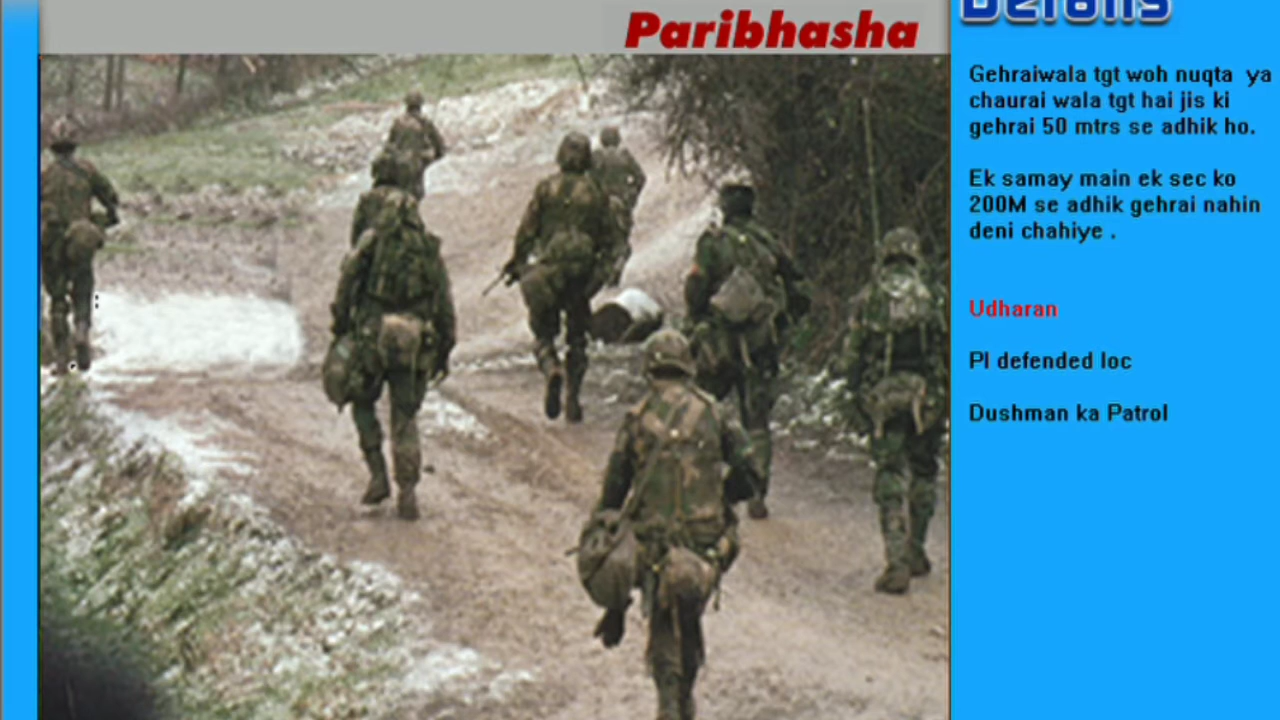 Paribhasha
Details
Gehraiwala tgt woh nuqta ya
chaurai wala tgt hai jis ki
gehrai 50 mtrs se adhik ho.
Ek samay main ek sec ko
200M se adhik gehrai nahin
deni chahiye .
Udharan
Pl defended loc
Dushman ka Patrol